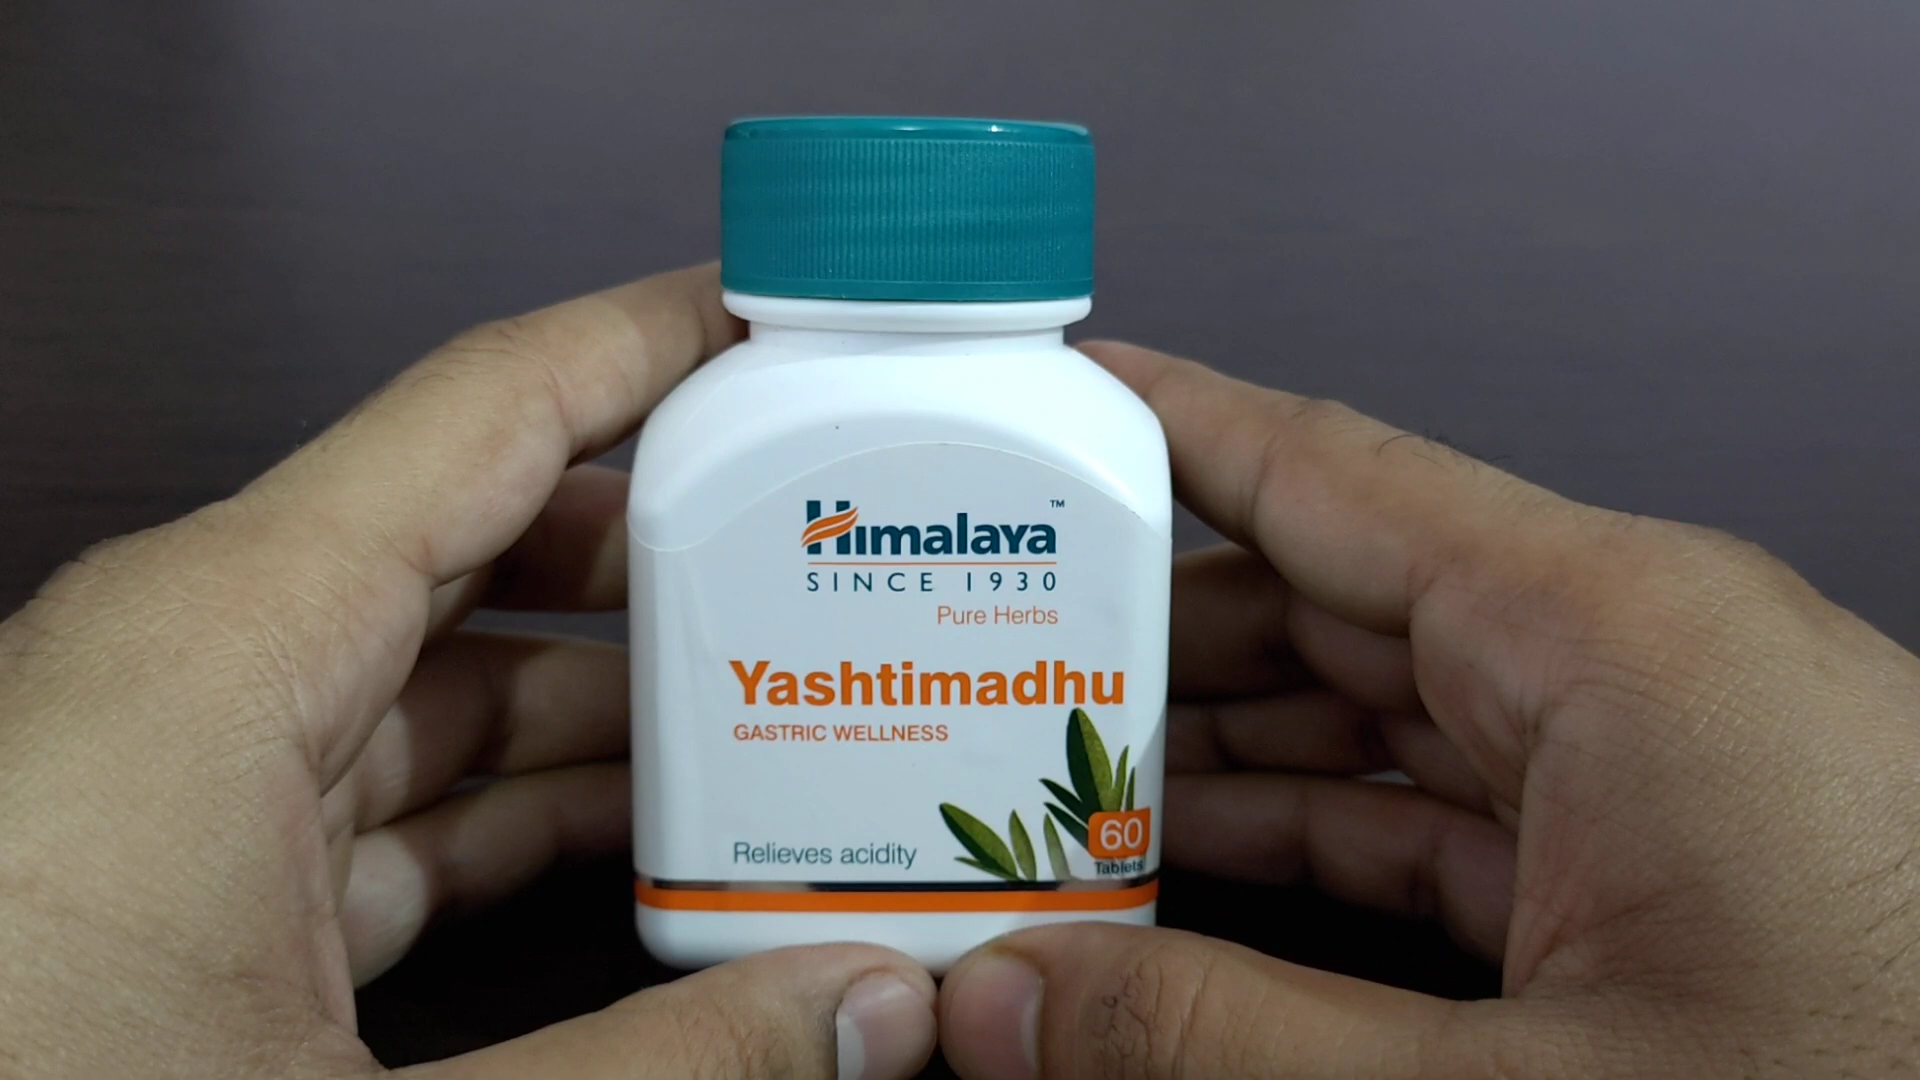 Himalaya™
SINCE 1930
Pure Herbs
Yashtimadhu
GASTRIC WELLNESS
Relieves acidity
60
Tablets